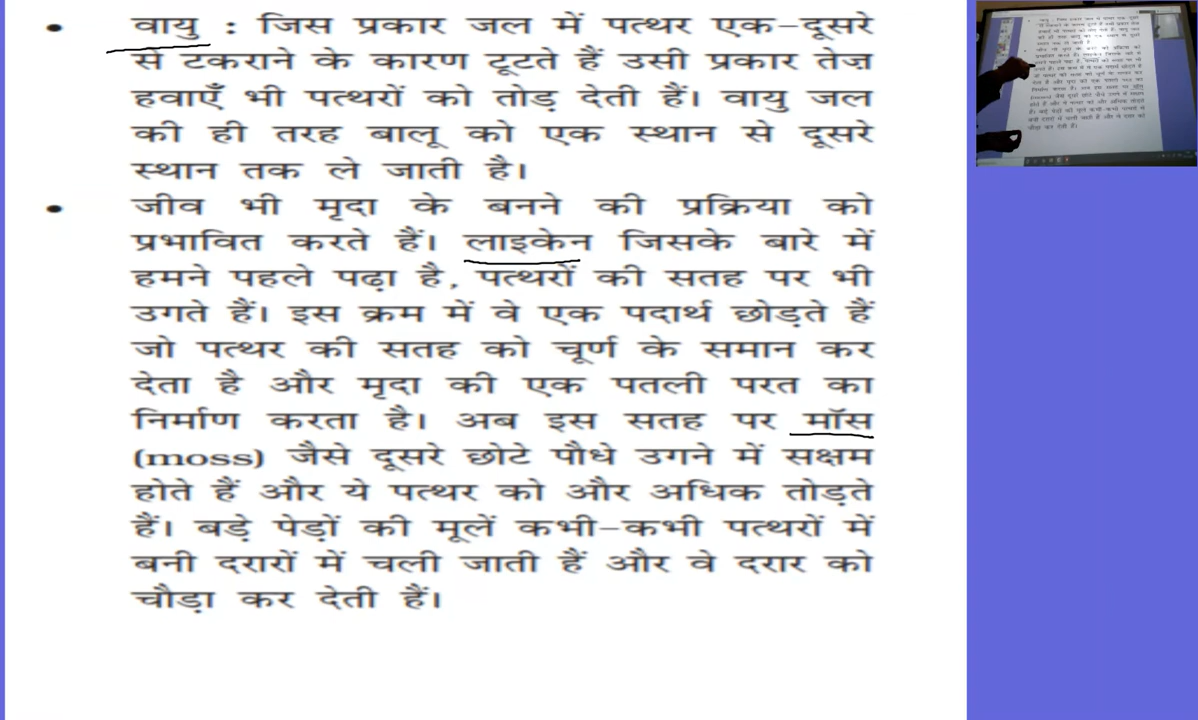 • वायु : जिस प्रकार जल में पत्थर एक-दूसरे
से टकराने के कारण टूटते हैं उसी प्रकार तेज़
हवाएँ भी पत्थरों को तोड़ देती हैं। वायु जल
की ही तरह बालू को एक स्थान से दूसरे
स्थान तक ले जाती है।
• जीव भी मृदा के बनने की प्रक्रिया को
प्रभावित करते हैं। लाइकेन जिसके बारे में
हमने पहले पढ़ा है, पत्थरों की सतह पर भी
उगते हैं। इस क्रम में वे एक पदार्थ छोड़ते हैं
जो पत्थर की सतह को चूर्ण के समान कर
देता है और मृदा की एक पतली परत का
निर्माण करता है। अब इस सतह पर मॉस
(moss) जैसे दूसरे छोटे पौधे उगने में सक्षम
होते हैं और ये पत्थर को और अधिक तोड़ते
हैं। बड़े पेड़ों की मूलें कभी-कभी पत्थरों में
बनी दरारों में चली जाती हैं और वे दरार को
चौड़ा कर देती हैं।